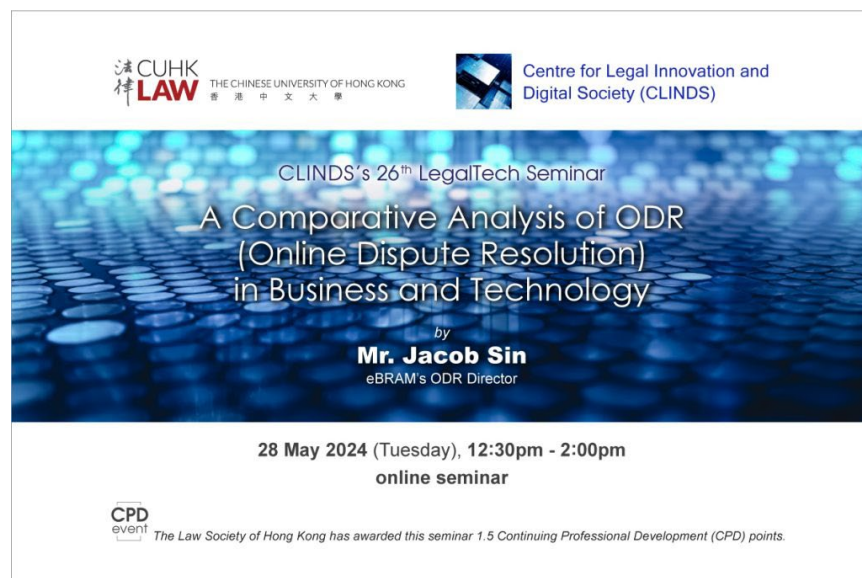 法律 CUHK LAW
THE CHINESE UNIVERSITY OF HONG KONG
香港中文大學
Centre for Legal Innovation and
Digital Society (CLINDS)
CLINDS's 26th LegalTech Seminar
A Comparative Analysis of ODR
(Online Dispute Resolution)
in Business and Technology
by
Mr. Jacob Sin
eBRAM's ODR Director
28 May 2024 (Tuesday), 12:30pm - 2:00pm
online seminar
CPD
event
The Law Society of Hong Kong has awarded this seminar 1.5 Continuing Professional Development (CPD) points.